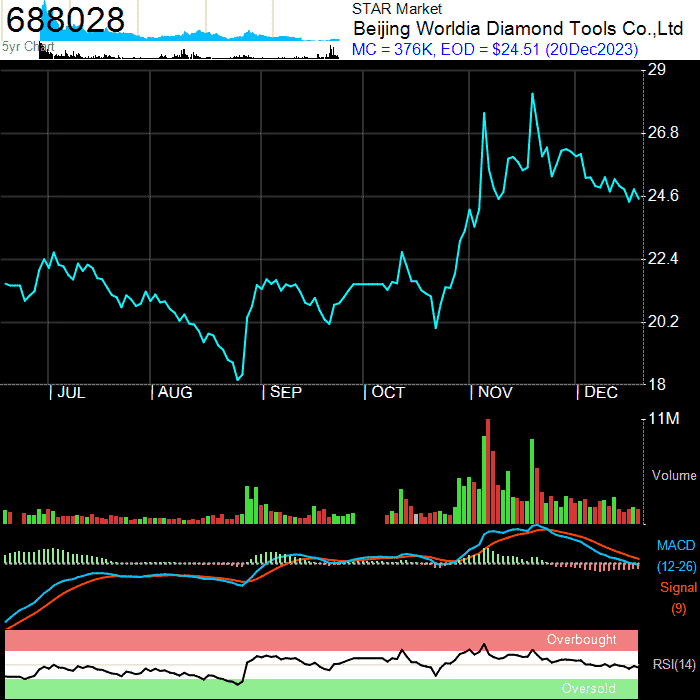 688028
5yr Chart
STAR Market
Beijing Worldia Diamond Tools Co.,Ltd
MC = 376K, EOD = $24.51 (20Dec2023)
29
26.8
24.6
22.4
20.2
18
JUL
AUG
SEP
OCT
NOV
DEC
11M
Volume
MACD
(12-26)
Signal
(9)
Overbought
RSI(14)
Oversold